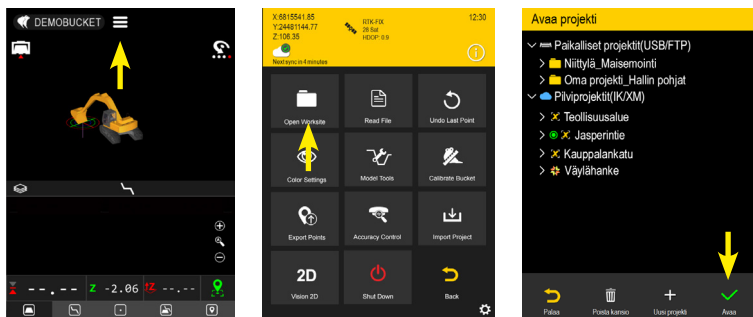 DEMOBUCKET
--.-- Z -2.06 --.--
X:6815541.85
Y:24481144.77
Z:106.35
RTK-FIX
28 Sat
HDOP: 0.9
12:30
Next sync in 4 minutes
Open Worksite
Read File
Undo Last Point
Color Settings
Model Tools
Calibrate Bucket
Export Points
Accuracy Control
Import Project
2D
Vision 2D
Shut Down
Back
Avaa projekti
Paikalliset projektit(USB/FTP)
Niittylä_Maisemointi
Oma projekti_Hallin pohjat
Pilviprojektit(IK/XM)
Teollisuusalue
Jasperintie
Kauppalankatu
Väylähanke
Palaa
Poista kansio
Uusi projekti
Avaa